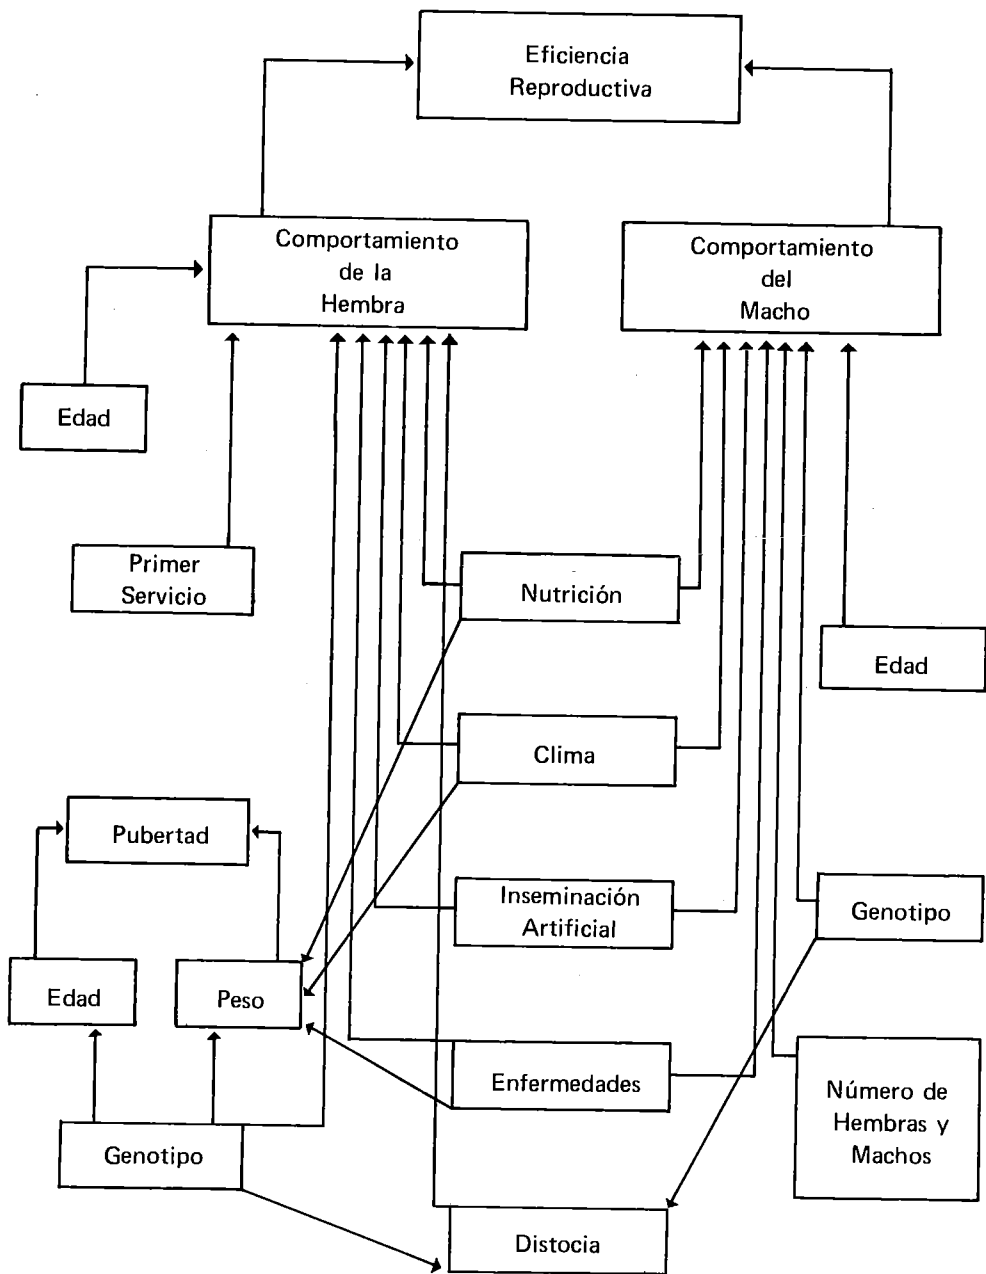 Eficiencia
Reproductiva
Comportamiento
de la
Hembra
Comportamiento
del
Macho
Edad
Primer
Servicio
Nutrición
Edad
Clima
Pubertad
Inseminación
Artificial
Genotipo
Edad
Peso
Enfermedades
Número de
Hembras y
Machos
Genotipo
Distocia